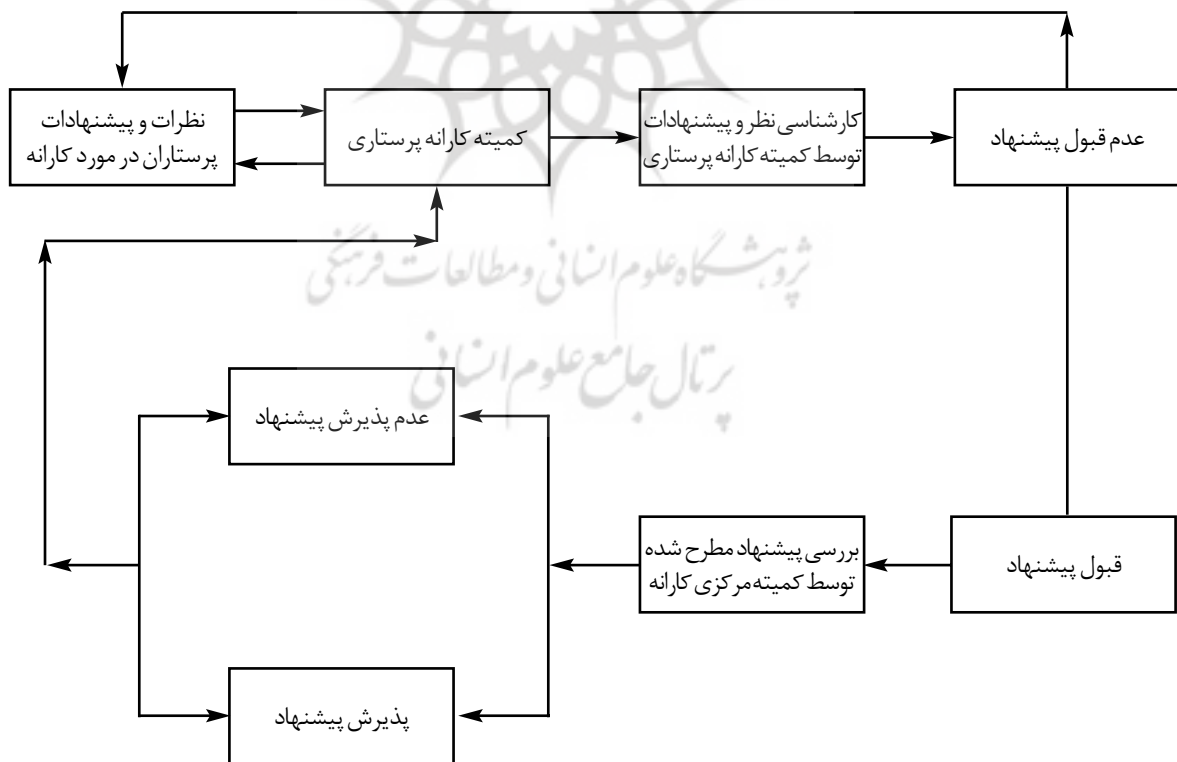 نظرات و پیشنهادات
پرستاران در مورد کارانه
کمیته کارانه پرستاری
کارشناسی نظر و پیشنهادات
توسط کمیته کارانه پرستاری
عدم قبول پیشنهاد
پژوهشگاه علوم انسانی و مطالعات فرهنگی
پرتال جامع علوم انسانی
عدم پذیرش پیشنهاد
بررسی پیشنهاد مطرح شده
توسط کمیته مرکزی کارانه
قبول پیشنهاد
پذیرش پیشنهاد